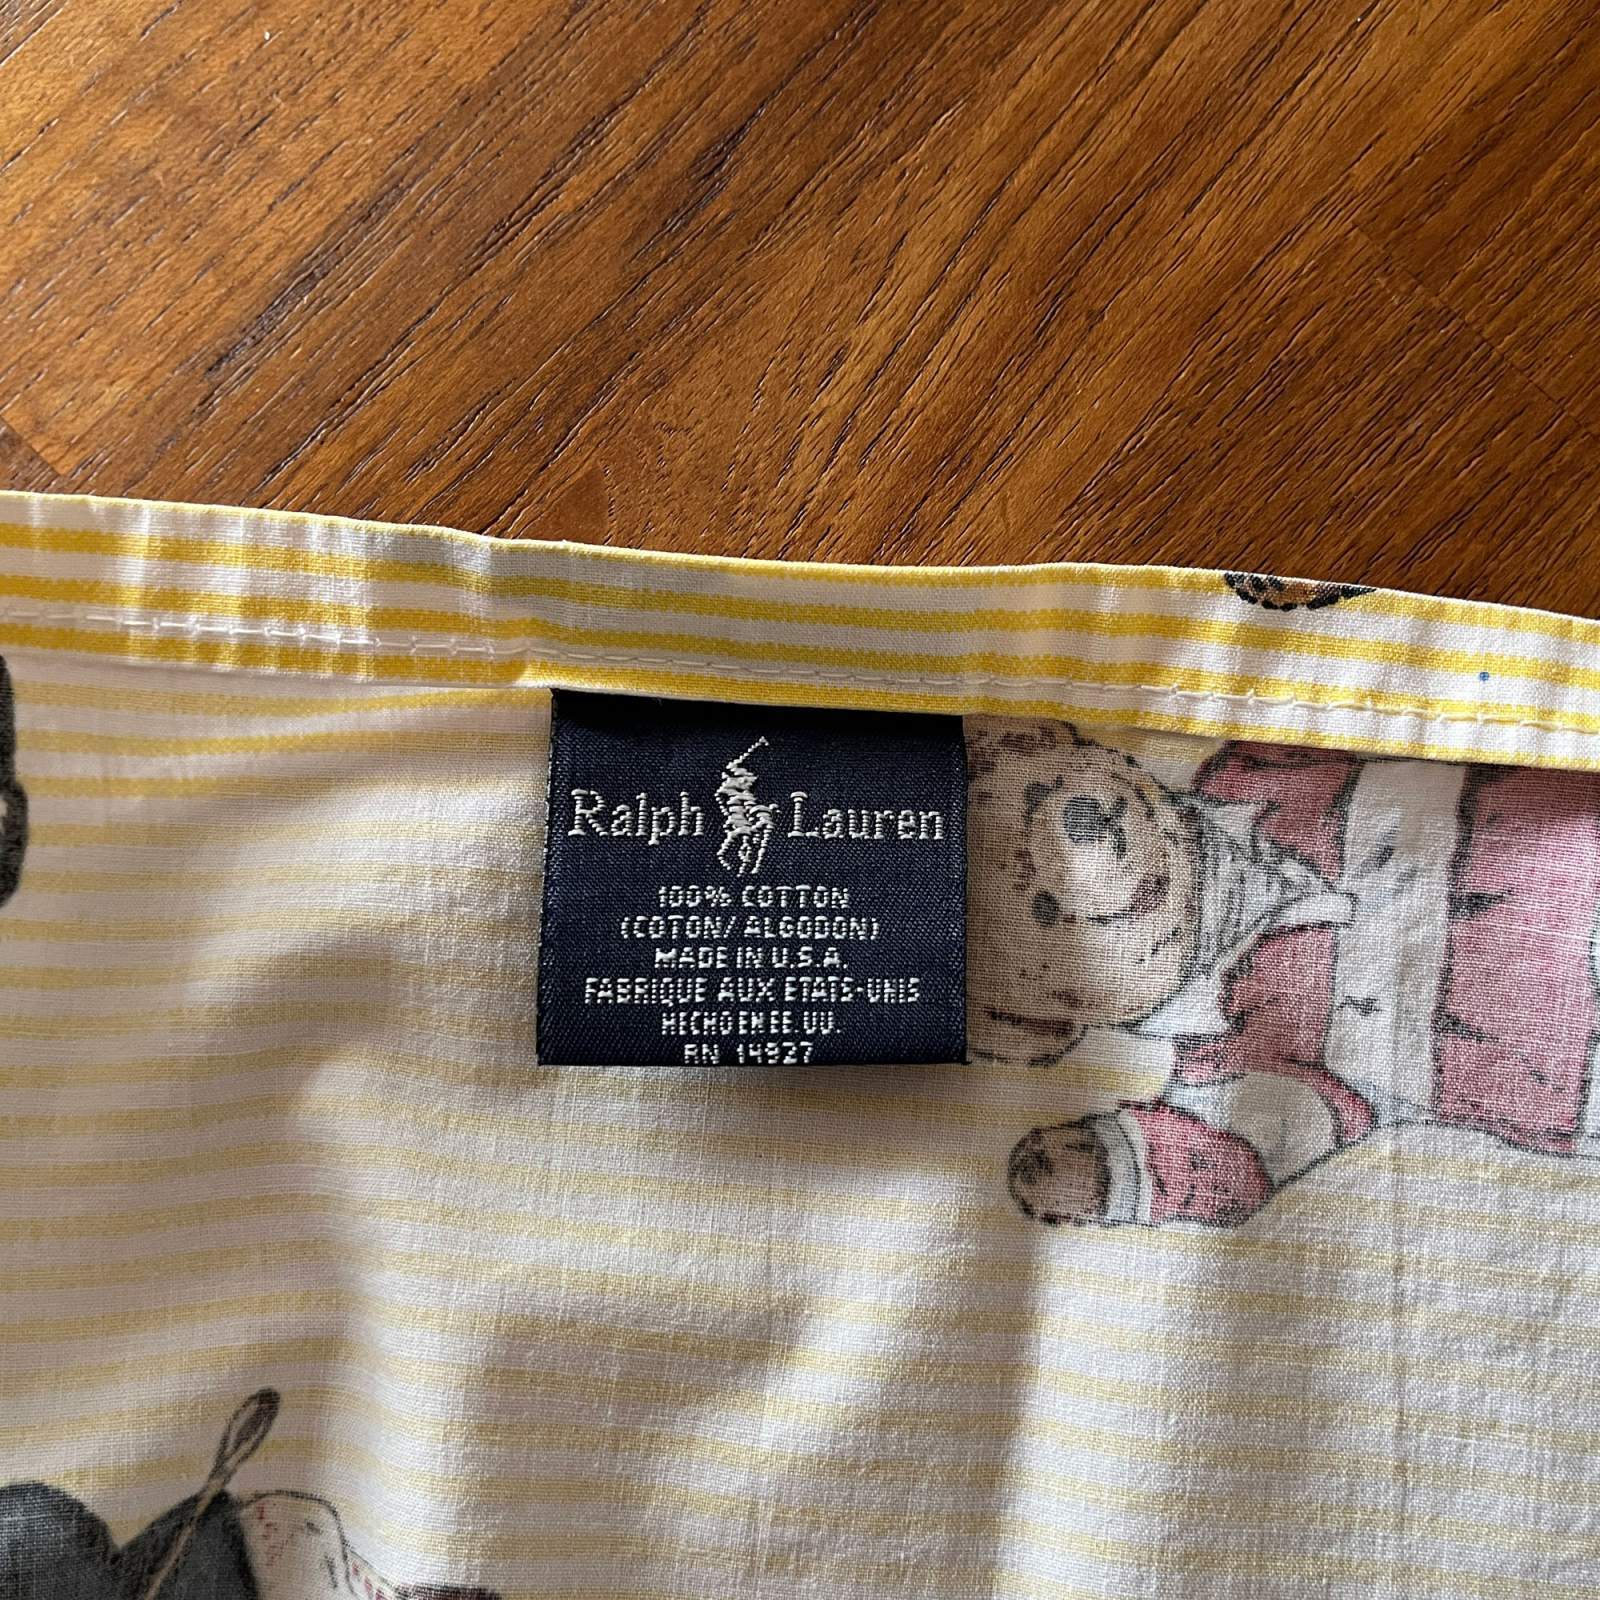 Ralph Lauren
100% COTTON
(COTON/ALGODON)
MADE IN U.S.A.
FABRIQUE AUX ETATS-UNIS
HECHO EN EE. UU.
RN 14927